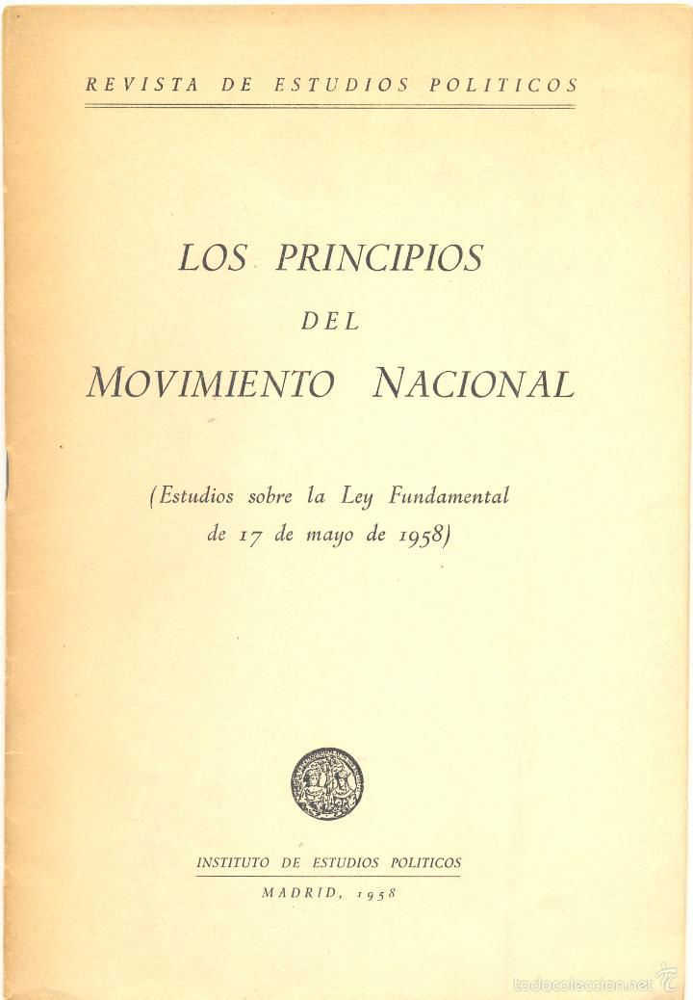 REVISTA DE ESTUDIOS POLITICOS
LOS PRINCIPIOS
DEL
MOVIMIENTO NACIONAL
(Estudios sobre la Ley Fundamental
de 17 de mayo de 1958)
INSTITUTO DE ESTUDIOS POLITICOS
MADRID, 1958
todocoleccion.net